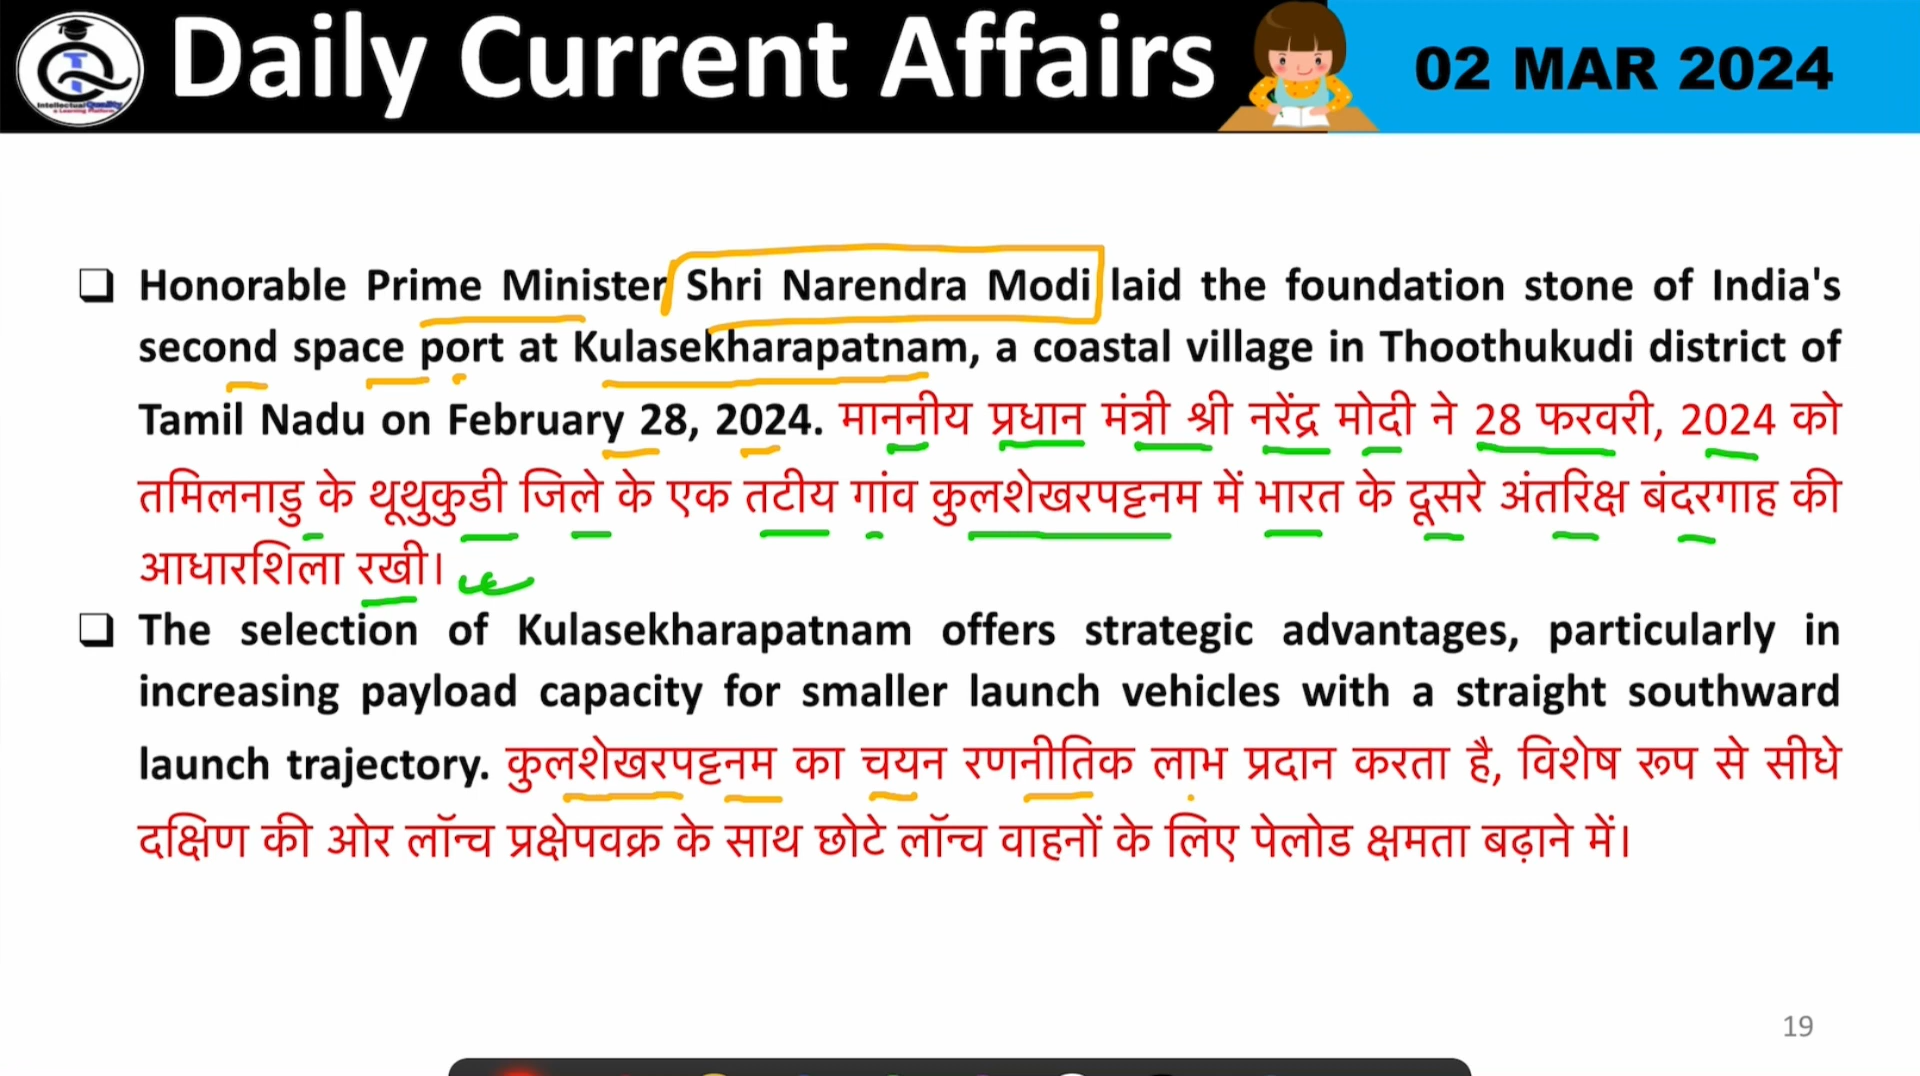 Daily Current Affairs
02 MAR 2024
Intellectual Quality
e Learning Platform
Honorable Prime Minister Shri Narendra Modi laid the foundation stone of India's
second space port at Kulasekharapatnam, a coastal village in Thoothukudi district of
Tamil Nadu on February 28, 2024. माननीय प्रधान मंत्री श्री नरेंद्र मोदी ने 28 फरवरी, 2024 को
तमिलनाडु के थूथुकुडी जिले के एक तटीय गांव कुलशेखरपट्टनम में भारत के दूसरे अंतरिक्ष बंदरगाह की
आधारशिला रखी।
The selection of Kulasekharapatnam offers strategic advantages, particularly in
increasing payload capacity for smaller launch vehicles with a straight southward
launch trajectory. कुलशेखरपट्टनम का चयन रणनीतिक लाभ प्रदान करता है, विशेष रूप से सीधे
दक्षिण की ओर लॉन्च प्रक्षेपवक्र के साथ छोटे लॉन्च वाहनों के लिए पेलोड क्षमता बढ़ाने में।
19